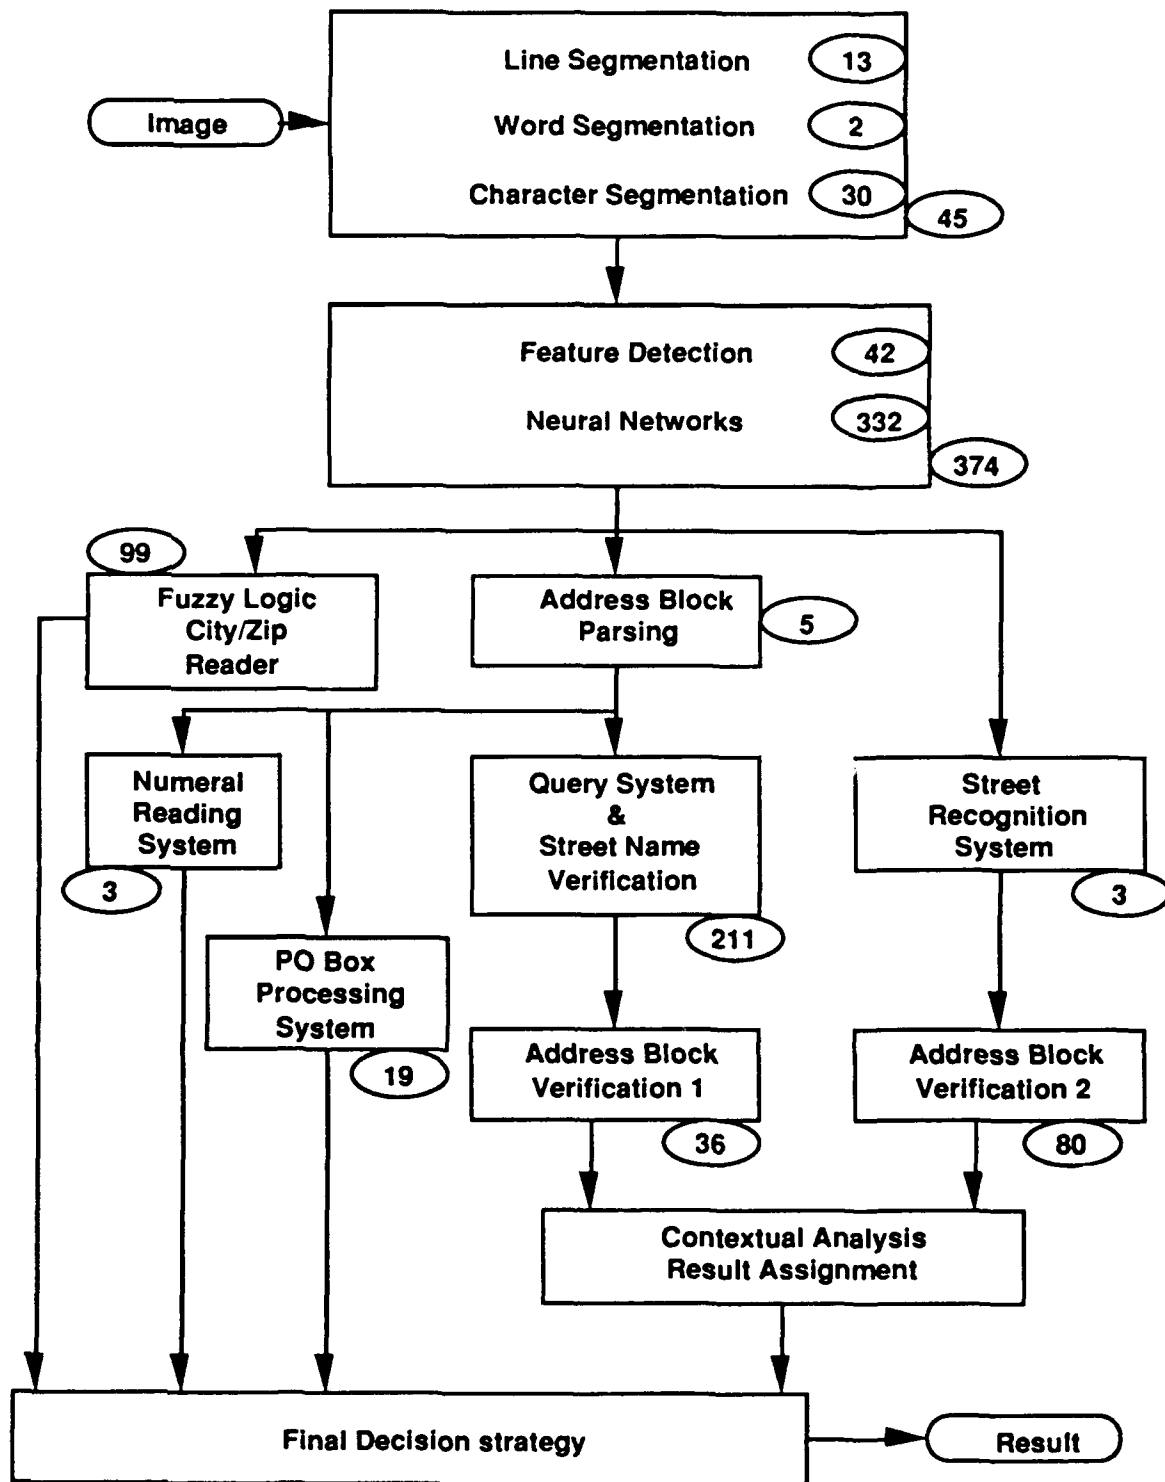 Line Segmentation 13
Image
Word Segmentation 2
Character Segmentation 30
45
Feature Detection 42
Neural Networks 332
374
99
Fuzzy Logic
City/Zip
Reader
Address Block
Parsing
5
Numeral
Reading
System
3
Query System
&
Street Name
Verification
211
Street
Recognition
System
3
PO Box
Processing
System
19
Address Block
Verification 1
36
Address Block
Verification 2
80
Contextual Analysis
Result Assignment
Final Decision strategy
Result